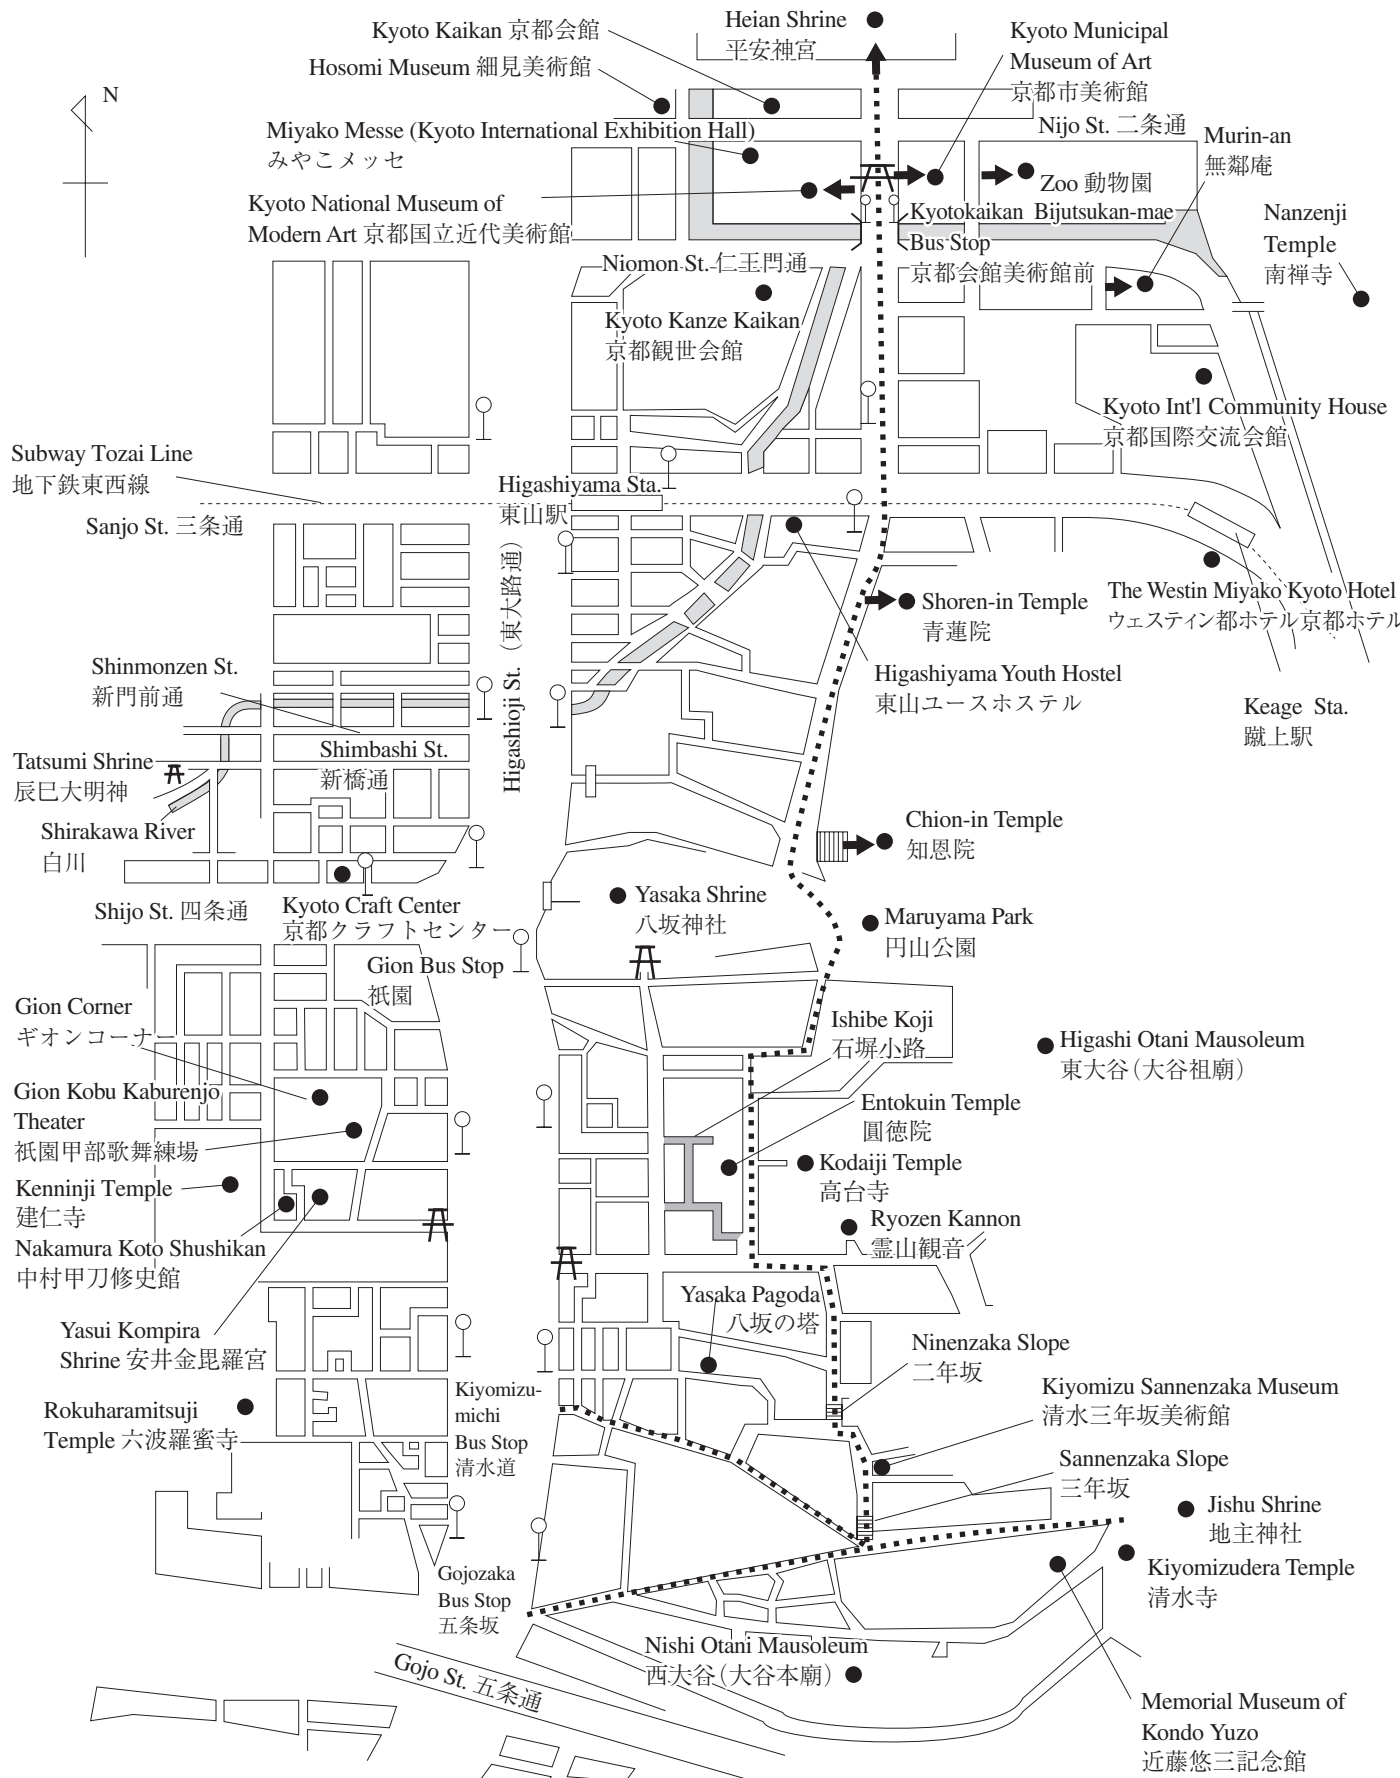 Heian Shrine
平安神宮
Kyoto Kaikan 京都会館
Hosomi Museum 細見美術館
Kyoto Municipal
Museum of Art
京都市美術館
N
Miyako Messe (Kyoto International Exhibition Hall)
みやこメッセ
Nijo St. 二条通
Murin-an
無鄰庵
Zoo 動物園
Kyoto National Museum of
Modern Art 京都国立近代美術館
Kyotokaikan Bijutsukan-mae
Bus Stop
京都会館美術館前
Nanzenji
Temple
南禅寺
Niomon St. 仁王門通
Kyoto Kanze Kaikan
京都観世会館
Kyoto Int'l Community House
京都国際交流会館
Subway Tozai Line
地下鉄東西線
Higashiyama Sta.
東山駅
Sanjo St. 三条通
Higashioji St.（東大路通）
Shoren-in Temple
青蓮院
The Westin Miyako Kyoto Hotel
ウェスティン都ホテル京都ホテル
Shinmonzen St.
新門前通
Higashiyama Youth Hostel
東山ユースホステル
Keage Sta.
蹴上駅
Shimbashi St.
新橋通
Tatsumi Shrine
辰巳大明神
Shirakawa River
白川
Chion-in Temple
知恩院
Shijo St. 四条通
Kyoto Craft Center
京都クラフトセンター
Yasaka Shrine
八坂神社
Maruyama Park
円山公園
Gion Bus Stop
祇園
Gion Corner
ギオンコーナー
Ishibe Koji
石塀小路
Higashi Otani Mausoleum
東大谷（大谷祖廟）
Gion Kobu Kaburenjo
Theater
祇園甲部歌舞練場
Entokuin Temple
圓徳院
Kodaiji Temple
高台寺
Kenninji Temple
建仁寺
Ryozen Kannon
霊山観音
Nakamura Koto Shushikan
中村甲刀修史館
Yasaka Pagoda
八坂の塔
Yasui Kompira
Shrine 安井金毘羅宮
Ninenzaka Slope
二年坂
Kiyomizu Sannenzaka Museum
清水三年坂美術館
Kiyomizu-
michi
Bus Stop
清水道
Rokuharamitsuji
Temple 六波羅蜜寺
Sannenzaka Slope
三年坂
Jishu Shrine
地主神社
Kiyomizudera Temple
清水寺
Gojozaka
Bus Stop
五条坂
Nishi Otani Mausoleum
西大谷（大谷本廟）
Gojo St. 五条通
Memorial Museum of
Kondo Yuzo
近藤悠三記念館